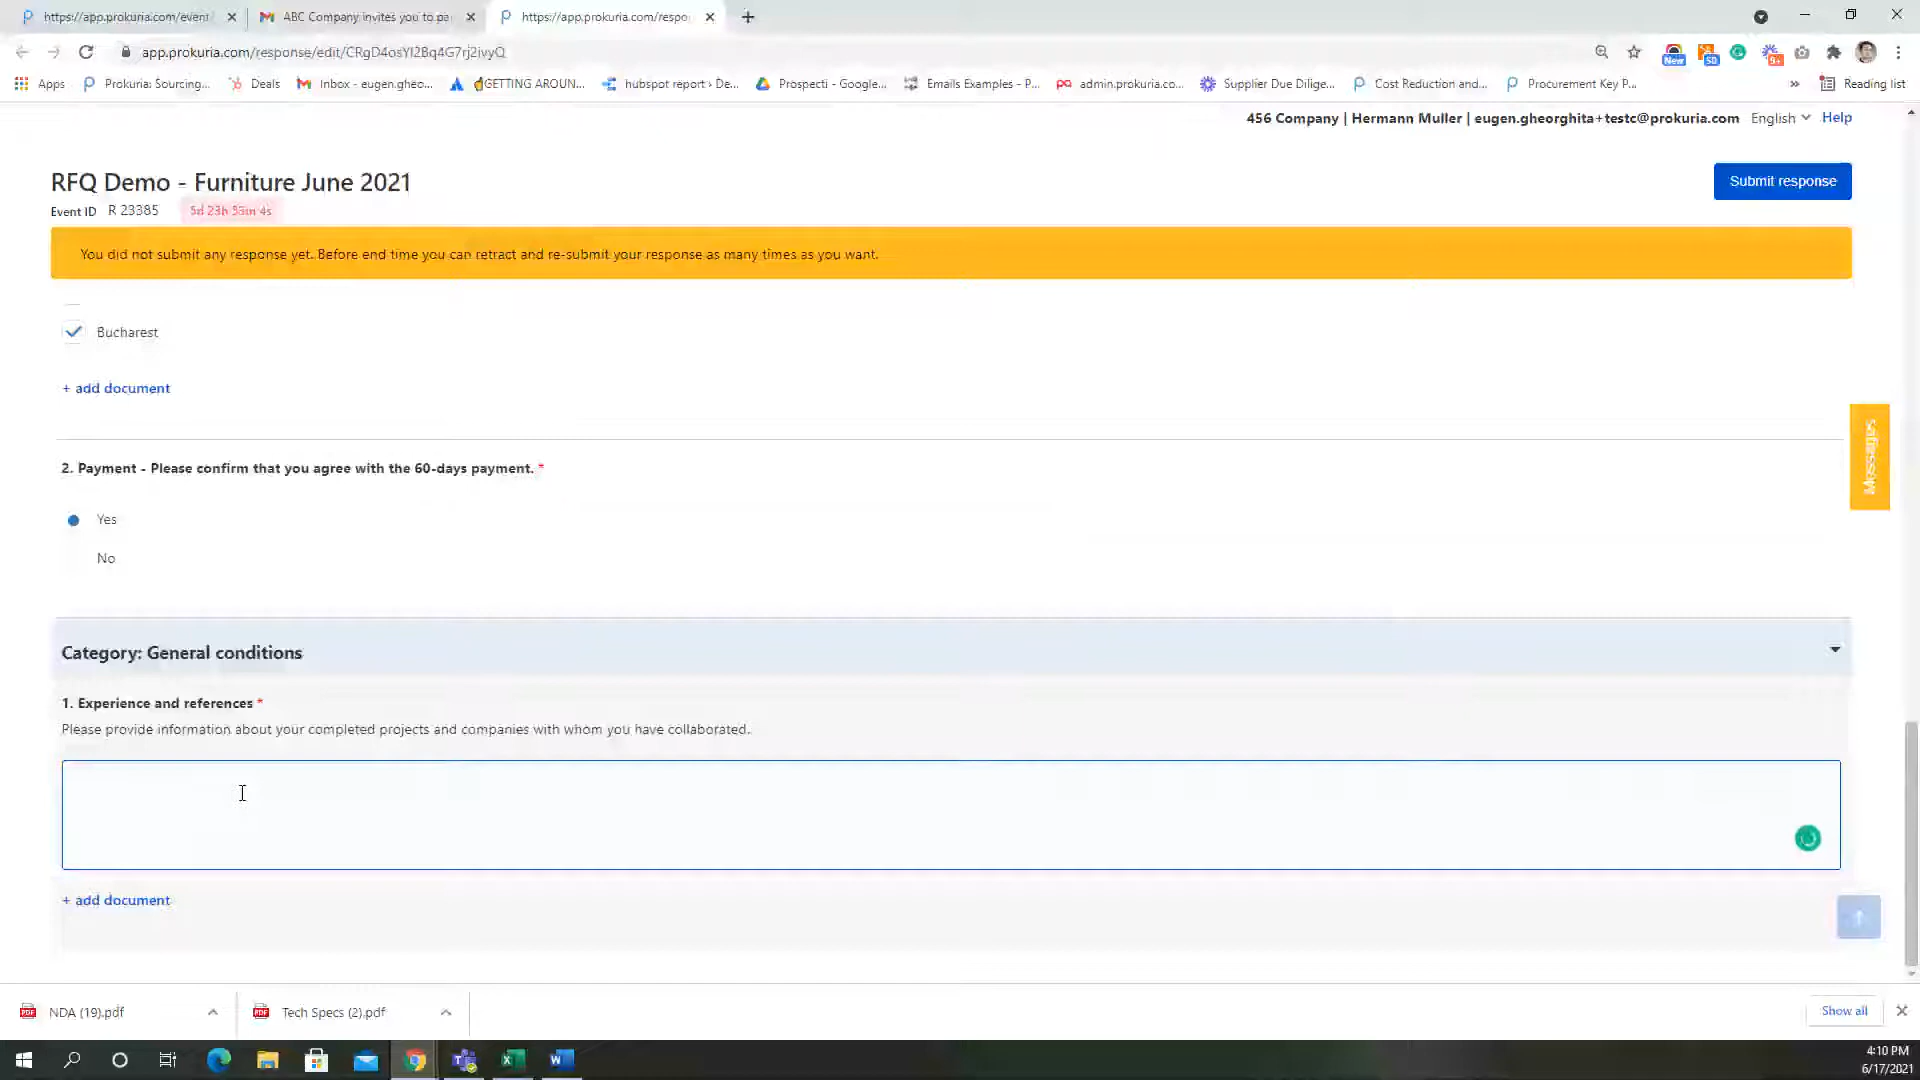 https://app.prokuria.com/event
ABC Company invites you to pa
https://app.prokuria.com/respo
app.prokuria.com/response/edit/CRgD4osYl2Bq4G7rj2ivyQ
Apps
Prokuria: Sourcing...
Deals
Inbox - eugen.gheo...
GETTING AROUN...
hubspot report › De...
Prospecti - Google...
Emails Examples - P...
admin.prokuria.co...
Supplier Due Dilige...
Cost Reduction and...
Procurement Key P...
»
Reading list
New
SD
9+
456 Company | Hermann Muller | eugen.gheorghita+testc@prokuria.com
English
Help
RFQ Demo - Furniture June 2021
Submit response
Event ID R 23385
You did not submit any response yet. Before end time you can retract and re-submit your response as many times as you want.
Bucharest
+ add document
Messages
2. Payment - Please confirm that you agree with the 60-days payment. *
Yes
No
Category: General conditions
1. Experience and references *
Please provide information about your completed projects and companies with whom you have collaborated.
+ add document
NDA (19).pdf
Tech Specs (2).pdf
Show all
4:10 PM
6/17/2021